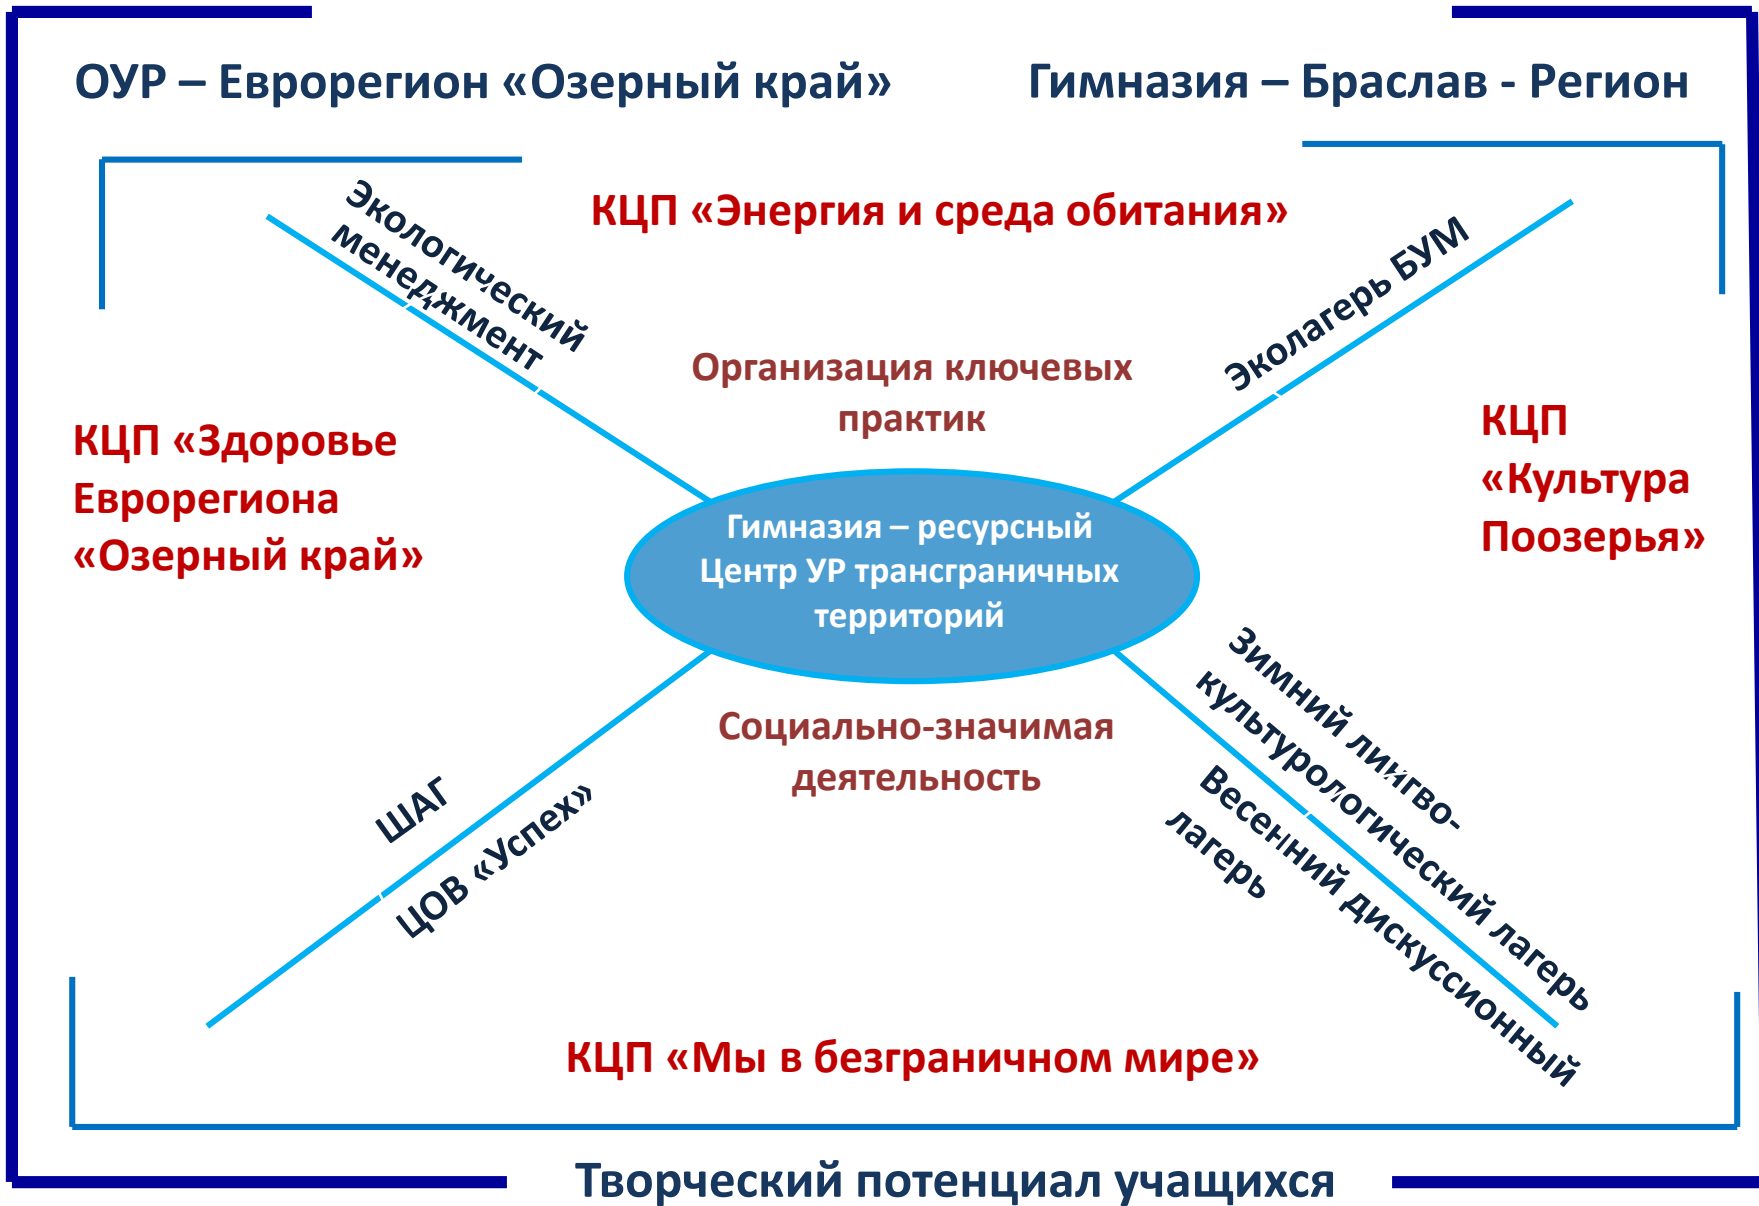 ОУР – Еврорегион «Озерный край»
Гимназия – Браслав - Регион
КЦП «Энергия и среда обитания»
Экологический
менеджмент
Эколагерь БУМ
Организация ключевых
практик
КЦП «Здоровье
Еврорегиона
«Озерный край»
КЦП
«Культура
Поозерья»
Гимназия – ресурсный
Центр УР трансграничных
территорий
Социально-значимая
деятельность
ШАГ
ЦОВ «Успех»
Зимний лингво-
культурологический лагерь
Весенний дискуссионный
лагерь
КЦП «Мы в безграничном мире»
Творческий потенциал учащихся